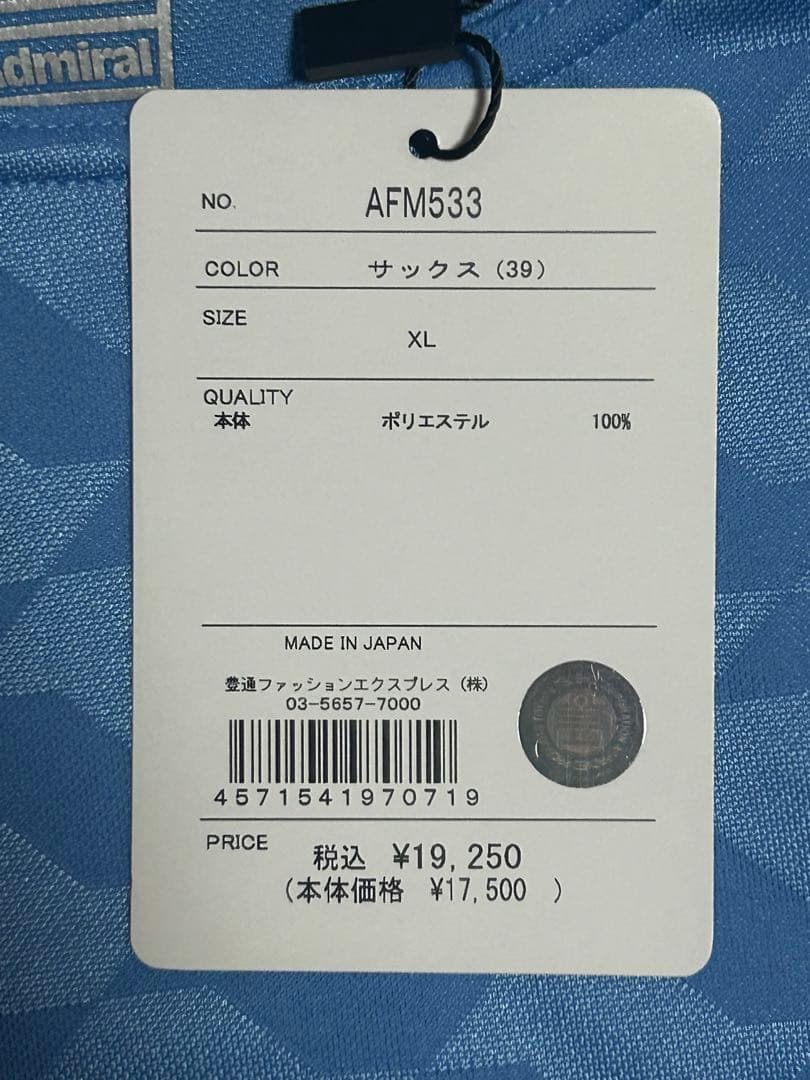 Admiral
NO. AFM533
COLOR サックス（39）
SIZE
XL
QUALITY
本体 ポリエステル 100%
MADE IN JAPAN
豊通ファッションエクスプレス（株）
03-5657-7000
4571541970719
PRICE 税込 ¥19,250
（本体価格 ¥17,500 ）